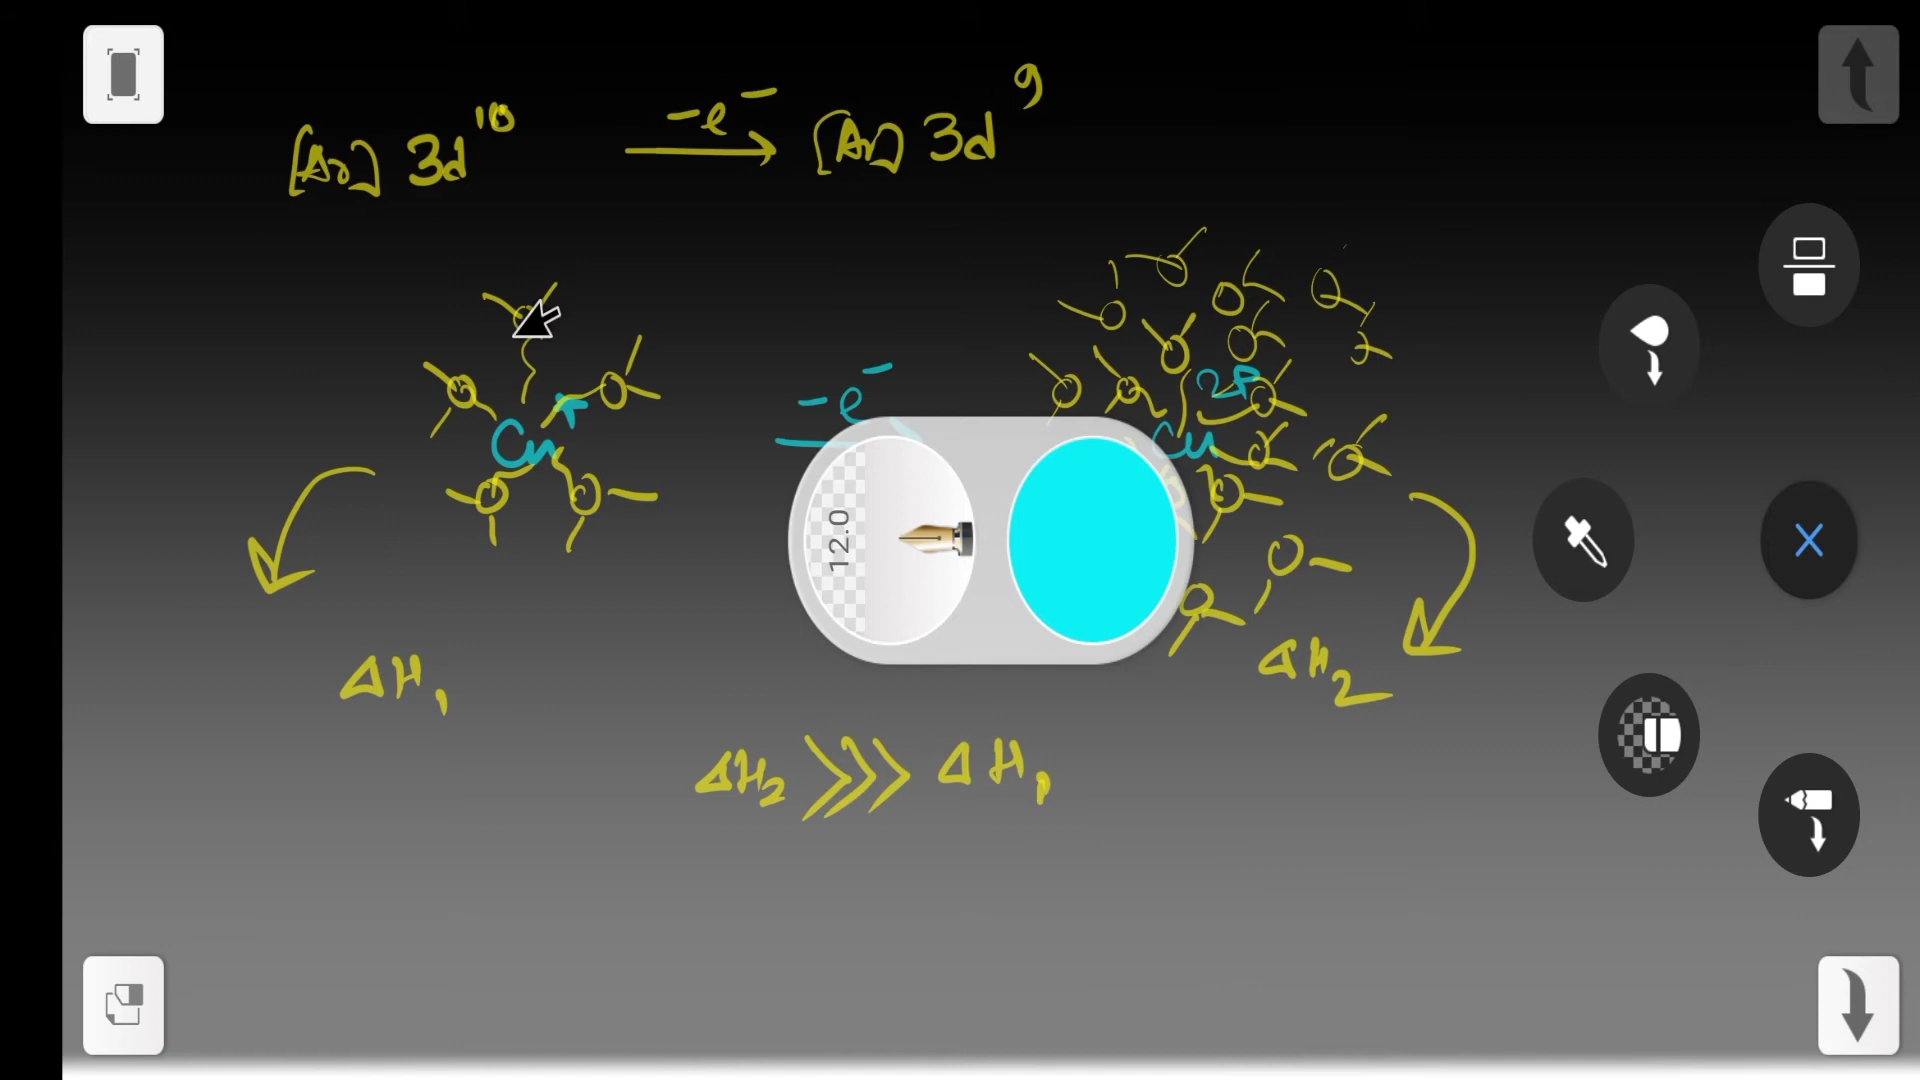 [Ar] 3d¹⁰ —e⁻→ [Ar] 3d⁹
Cu⁺ —e⁻ Cu²⁺
O O O O O
O O O O O O O O O O O O O O
12.0
ΔH₁ ΔH₂
ΔH₂ >>> ΔH₁